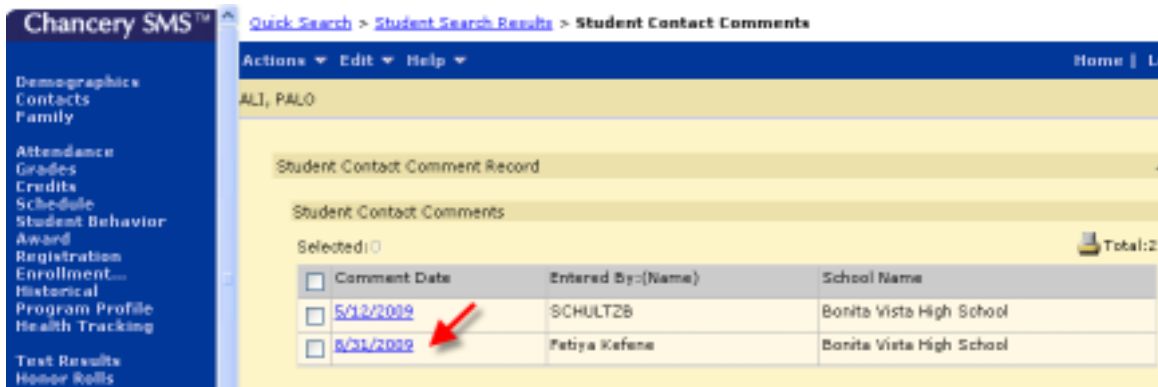 Chancery SMS™
Quick Search > Student Search Results > Student Contact Comments
Actions Edit Help Home | L
ALI, PALO
Demographics
Contacts
Family
Attendance
Grades
Credits
Schedule
Student Behavior
Award
Registration
Enrollment...
Historical
Program Profile
Health Tracking
Test Results
Honor Rolls
Student Contact Comment Record
Student Contact Comments
Selected:0 Total:2
Comment Date Entered By:(Name) School Name
5/12/2009 SCHULTZB Bonita Vista High School
8/31/2009 Fetiya Kefene Bonita Vista High School